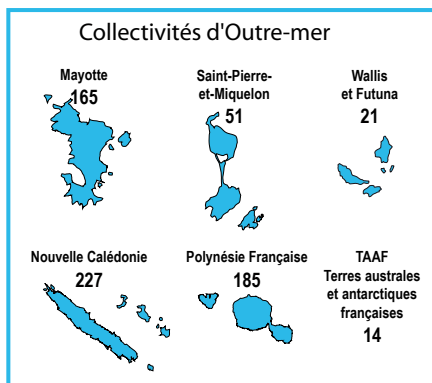 Collectivités d'Outre-mer
Mayotte
165
Saint-Pierre-
et-Miquelon
51
Wallis
et Futuna
21
Nouvelle Calédonie
227
Polynésie Française
185
TAAF
Terres australes
et antarctiques
françaises
14